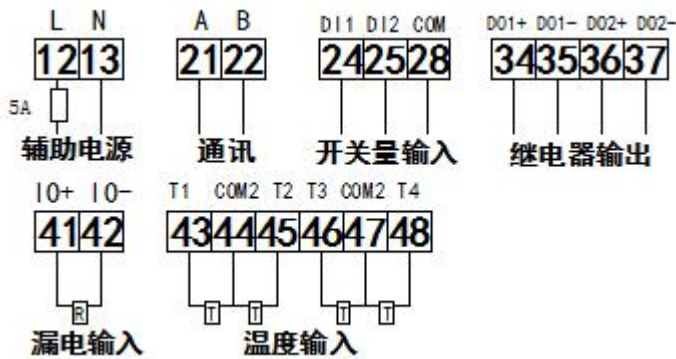 L N A B DI1 DI2 COM DO1+ DO1- DO2+ DO2-
12 13 21 22 24 25 28 34 35 36 37
5A
辅助电源 通讯 开关量输入 继电器输出
IO+ IO- T1 COM2 T2 T3 COM2 T4
41 42 43 44 45 46 47 48
R T T T T
漏电输入 温度输入